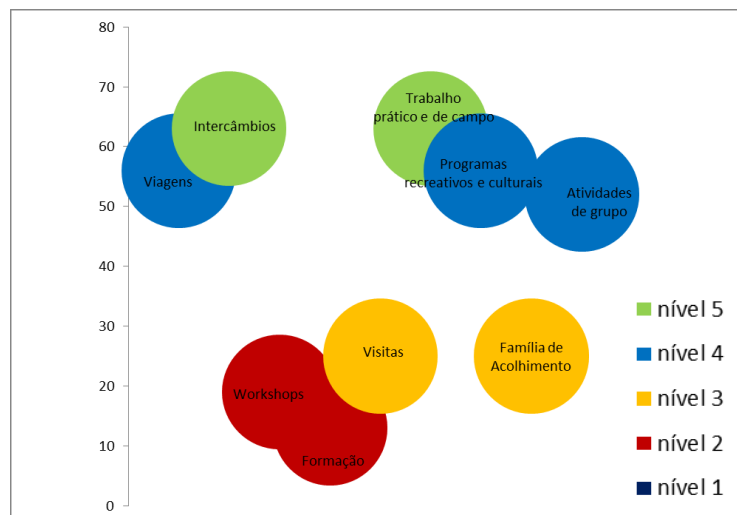 80
70
60
50
40
30
20
10
0
Intercâmbios
Viagens
Trabalho
prático e de campo
Programas
recreativos e culturais
Atividades
de grupo
Visitas
Família de
Acolhimento
Workshops
Formação
nível 5
nível 4
nível 3
nível 2
nível 1